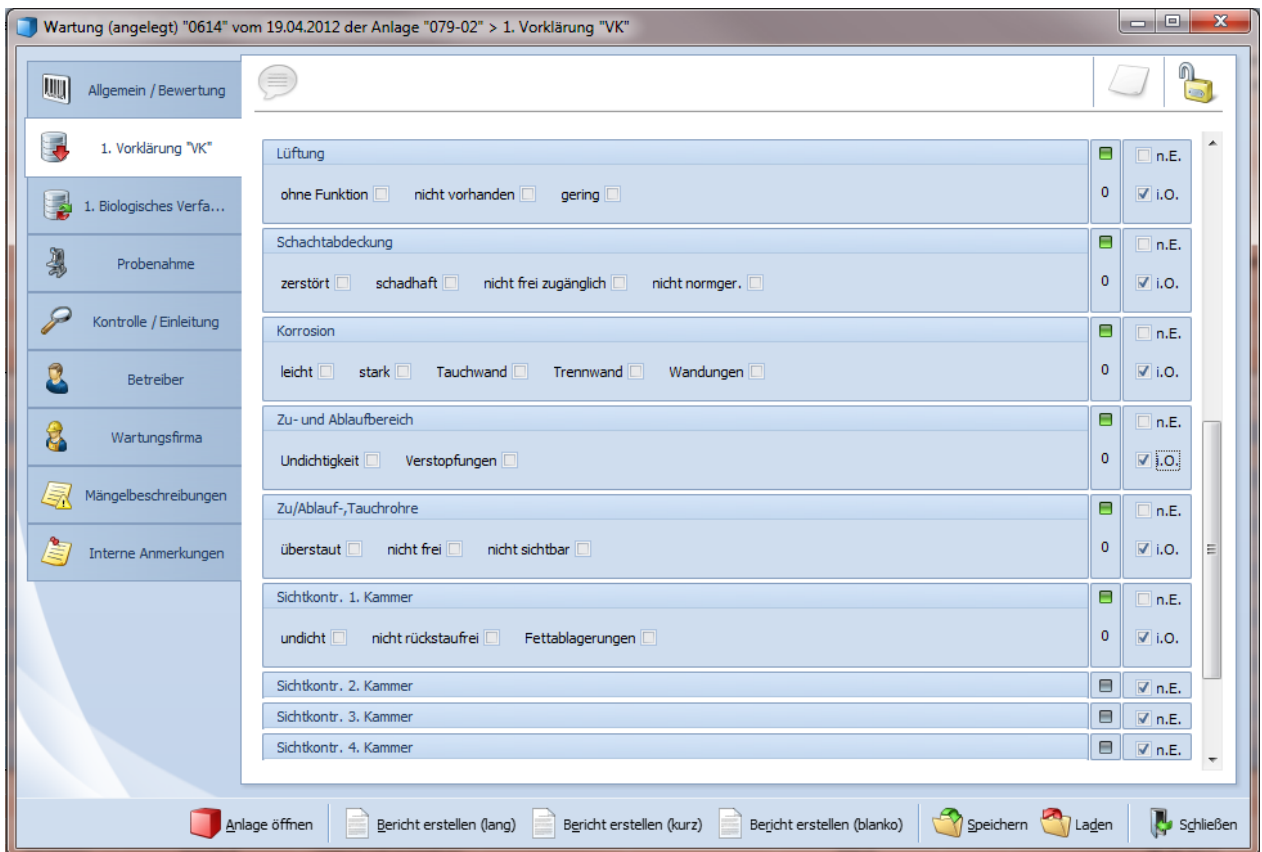 Wartung (angelegt) "0614" vom 19.04.2012 der Anlage "079-02" > 1. Vorklärung "VK"
Allgemein / Bewertung
1. Vorklärung "VK"
1. Biologisches Verfa...
Probenahme
Kontrolle / Einleitung
Betreiber
Wartungsfirma
Mängelbeschreibungen
Interne Anmerkungen
Lüftung n.E.
ohne Funktion nicht vorhanden gering 0 i.O.
Schachtabdeckung n.E.
zerstört schadhaft nicht frei zugänglich nicht normger. 0 i.O.
Korrosion n.E.
leicht stark Tauchwand Trennwand Wandungen 0 i.O.
Zu- und Ablaufbereich n.E.
Undichtigkeit Verstopfungen 0 i.O.
Zu/Ablauf-,Tauchrohre n.E.
überstaut nicht frei nicht sichtbar 0 i.O.
Sichtkontr. 1. Kammer n.E.
undicht nicht rückstaufrei Fettablagerungen 0 i.O.
Sichtkontr. 2. Kammer n.E.
Sichtkontr. 3. Kammer n.E.
Sichtkontr. 4. Kammer n.E.
Anlage öffnen Bericht erstellen (lang) Bericht erstellen (kurz) Bericht erstellen (blanko) Speichern Laden Schließen